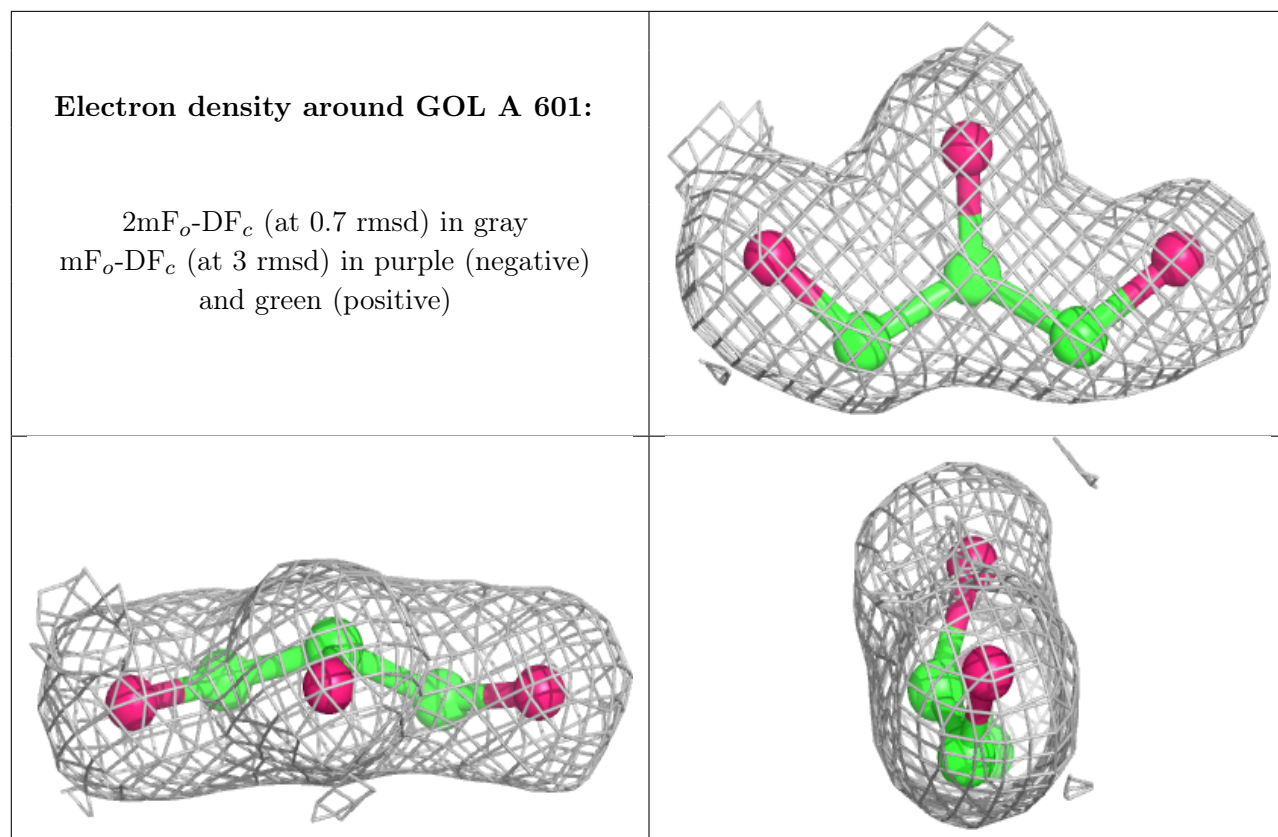 Electron density around GOL A 601:
2mFo-DFc (at 0.7 rmsd) in gray
mFo-DFc (at 3 rmsd) in purple (negative)
and green (positive)